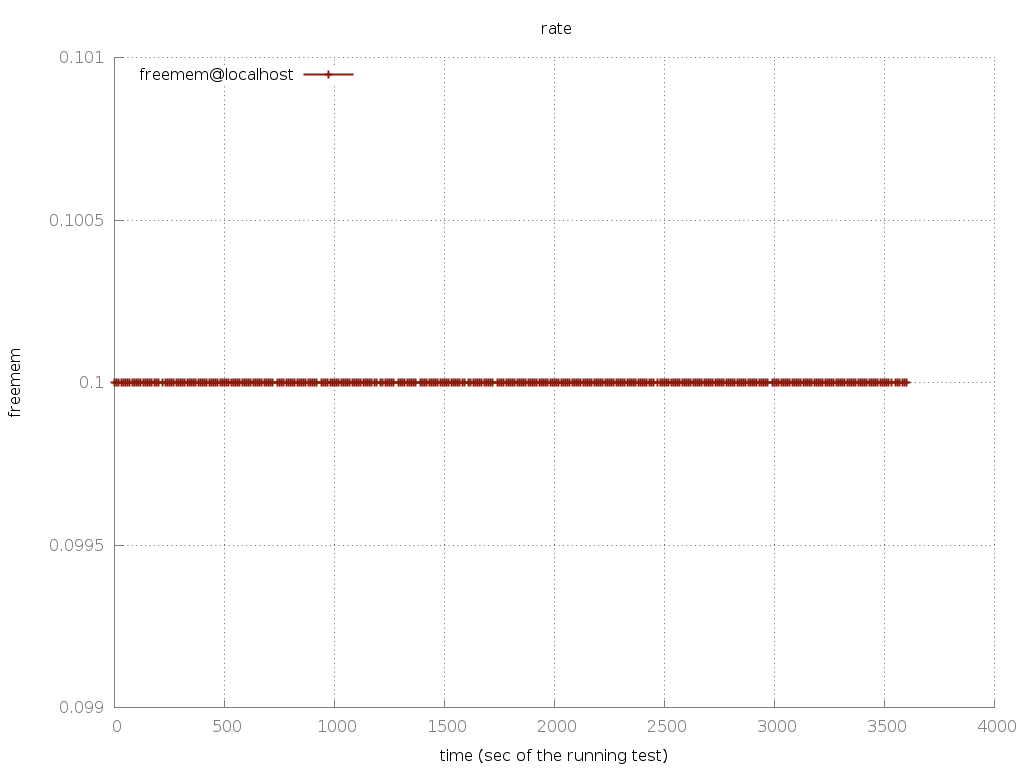 rate
freemem@localhost
0.101
0.1005
0.1
0.0995
0.099
freemem
0 500 1000 1500 2000 2500 3000 3500 4000
time (sec of the running test)